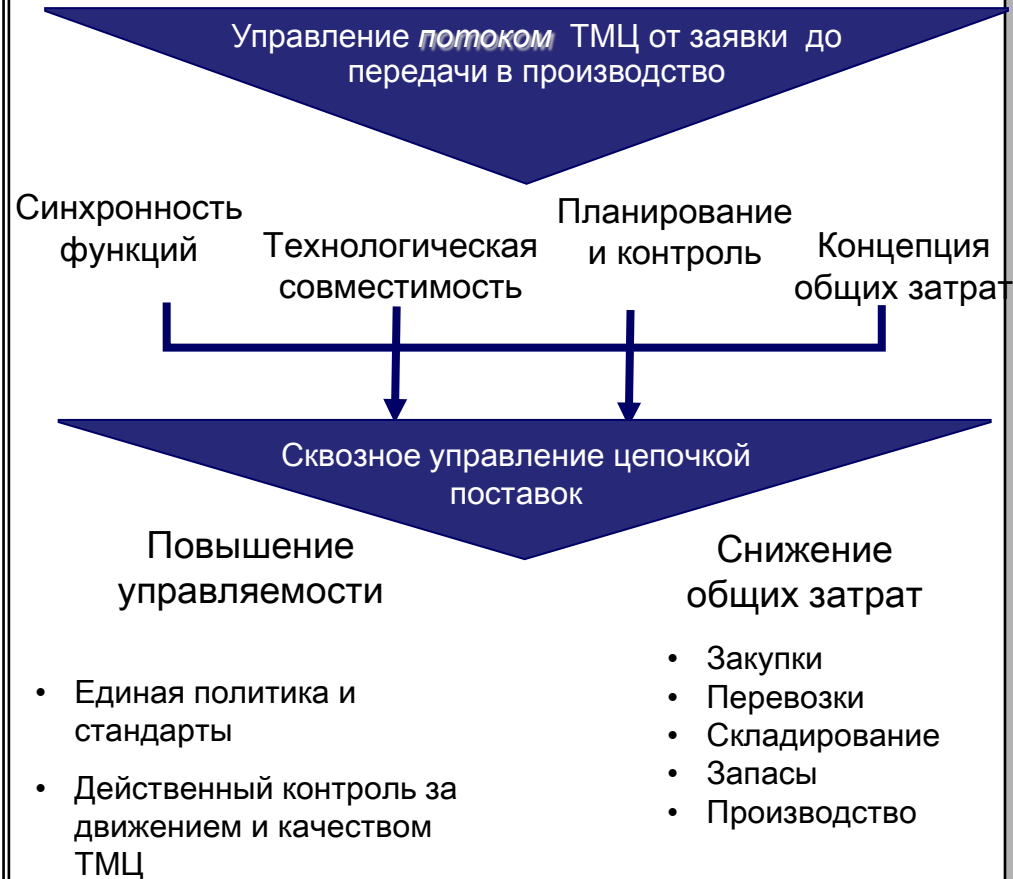 Управление потоком ТМЦ от заявки до
передачи в производство
Синхронность
функций
Технологическая
совместимость
Планирование
и контроль
Концепция
общих затрат
Сквозное управление цепочкой
поставок
Повышение
управляемости
• Единая политика и
стандарты
• Действенный контроль за
движением и качеством
ТМЦ
Снижение
общих затрат
• Закупки
• Перевозки
• Складирование
• Запасы
• Производство